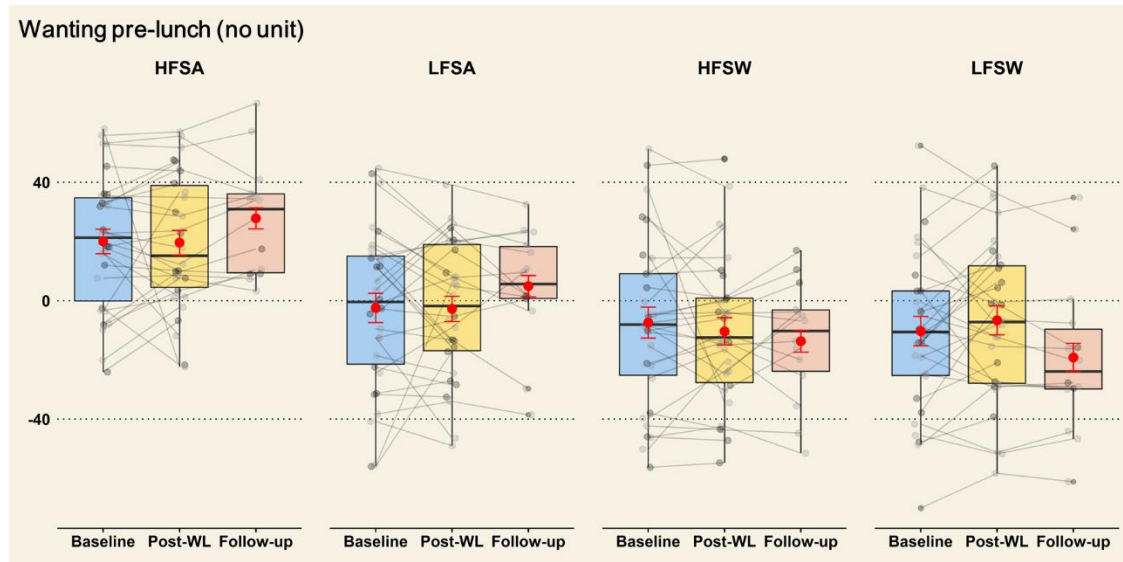 Wanting pre-lunch (no unit)
HFSA LFSA HFSW LFSW
40
0
-40
Baseline Post-WL Follow-up Baseline Post-WL Follow-up Baseline Post-WL Follow-up Baseline Post-WL Follow-up